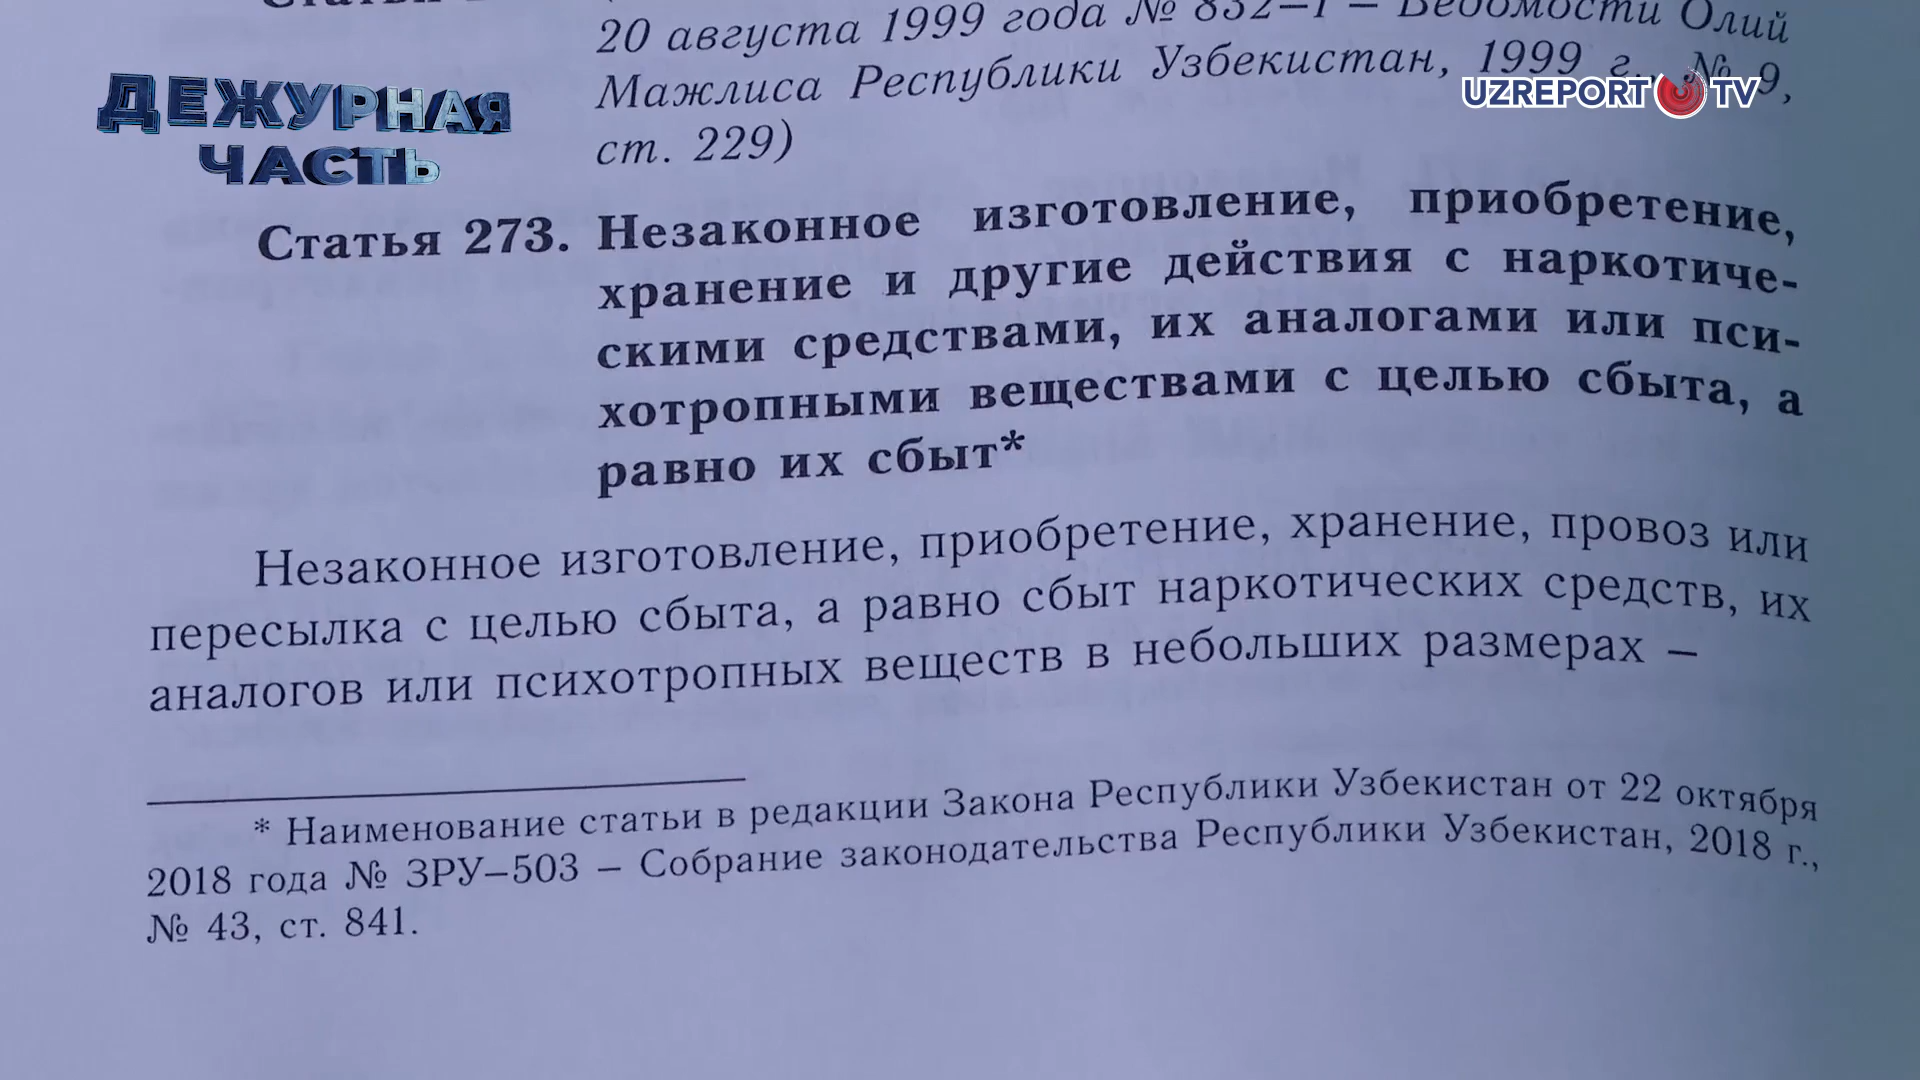 20 августа 1999 года № 832–I – Ведомости Олий
Мажлиса Республики Узбекистан, 1999 г., № 9,
ст. 229)
ДЕЖУРНАЯ
ЧАСТЬ
UZREPORT TV
Статья 273. Незаконное изготовление, приобретение,
хранение и другие действия с наркотиче-
скими средствами, их аналогами или пси-
хотропными веществами с целью сбыта, а
равно их сбыт*
Незаконное изготовление, приобретение, хранение, провоз или
пересылка с целью сбыта, а равно сбыт наркотических средств, их
аналогов или психотропных веществ в небольших размерах –
* Наименование статьи в редакции Закона Республики Узбекистан от 22 октября
2018 года № ЗРУ–503 – Собрание законодательства Республики Узбекистан, 2018 г.,
№ 43, ст. 841.